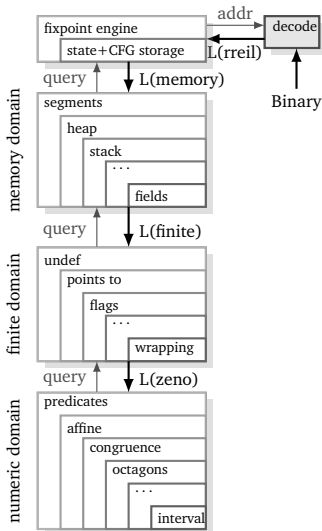 addr
fixpoint engine
decode
state+CFG storage
L(rreil)
query
L(memory)
Binary
memory domain
segments
heap
stack
...
fields
query
L(finite)
finite domain
undef
points to
flags
...
wrapping
query
L(zeno)
numeric domain
predicates
affine
congruence
octagons
...
interval